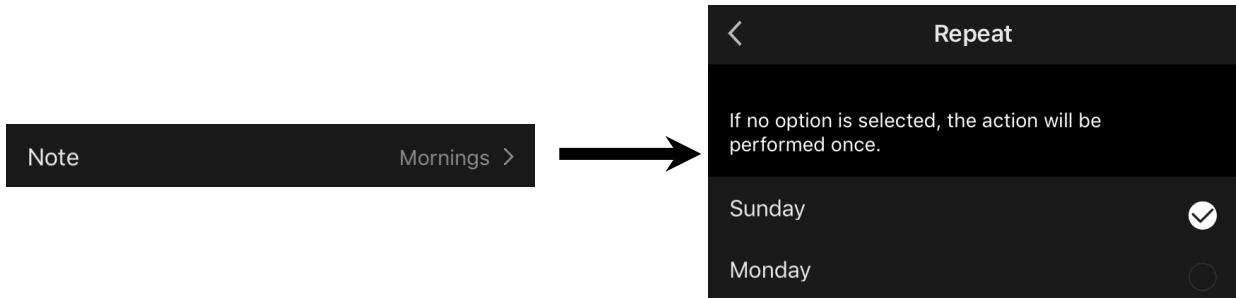 Note
Mornings
Repeat
If no option is selected, the action will be
performed once.
Sunday
Monday